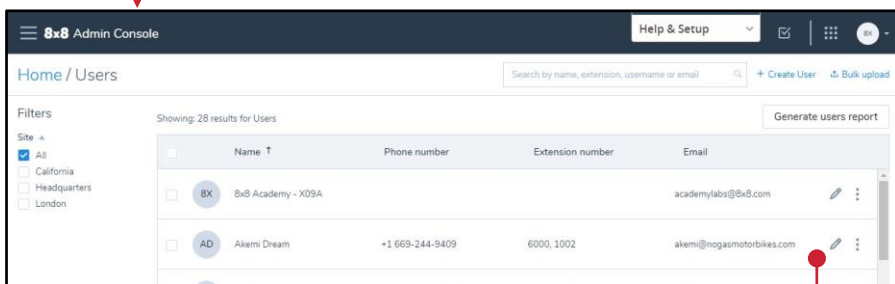 8x8 Admin Console
Help & Setup
8X
Home / Users
Search by name, extension, username or email
+ Create User
Bulk upload
Filters
Showing: 28 results for Users
Generate users report
Site
All
California
Headquarters
London
Name ↑ Phone number Extension number Email
8X 8x8 Academy - X09A academylabs@8x8.com
AD Akemi Dream +1 669-244-9409 6000, 1002 akemi@nogasmotorbikes.com